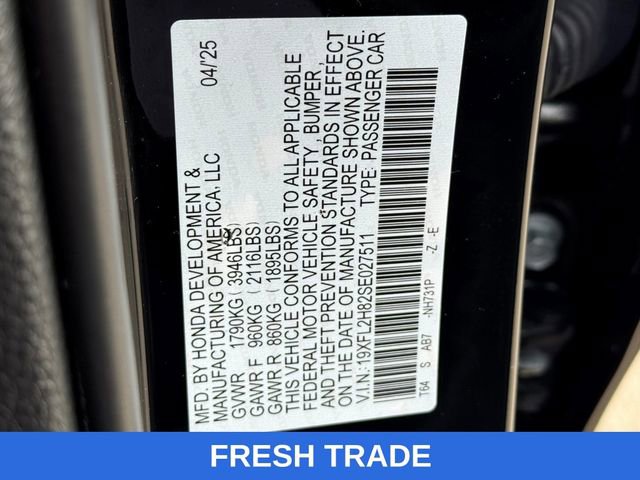 MFD. BY HONDA DEVELOPMENT & 04/'25
MANUFACTURING OF AMERICA, LLC
GVWR 1790KG ( 3946LBS)
GAWR F 960KG ( 2116LBS)
GAWR R 860KG ( 1895LBS)
THIS VEHICLE CONFORMS TO ALL APPLICABLE
FEDERAL MOTOR VEHICLE SAFETY, BUMPER,
AND THEFT PREVENTION STANDARDS IN EFFECT
ON THE DATE OF MANUFACTURE SHOWN ABOVE.
V.I.N: 19XFL2H82SE027511 TYPE: PASSENGER CAR
T64 S AB7 -NH731P -Z -E
FRESH TRADE